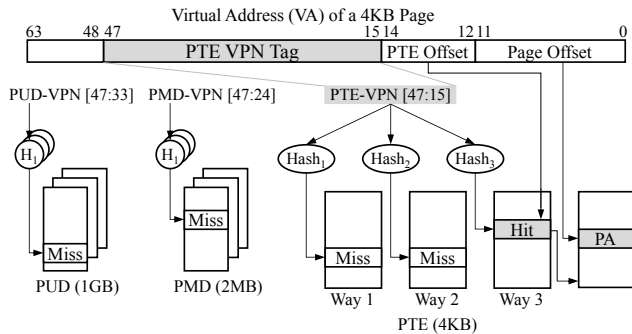 Virtual Address (VA) of a 4KB Page
63 48 47 15 14 12 11 0
PTE VPN Tag PTE Offset Page Offset
PUD-VPN [47:33] PMD-VPN [47:24] PTE-VPN [47:15]
H1 H1 Hash1 Hash2 Hash3
Miss Hit PA
Miss Miss Miss
PUD (1GB) PMD (2MB) Way 1 Way 2 Way 3
PTE (4KB)